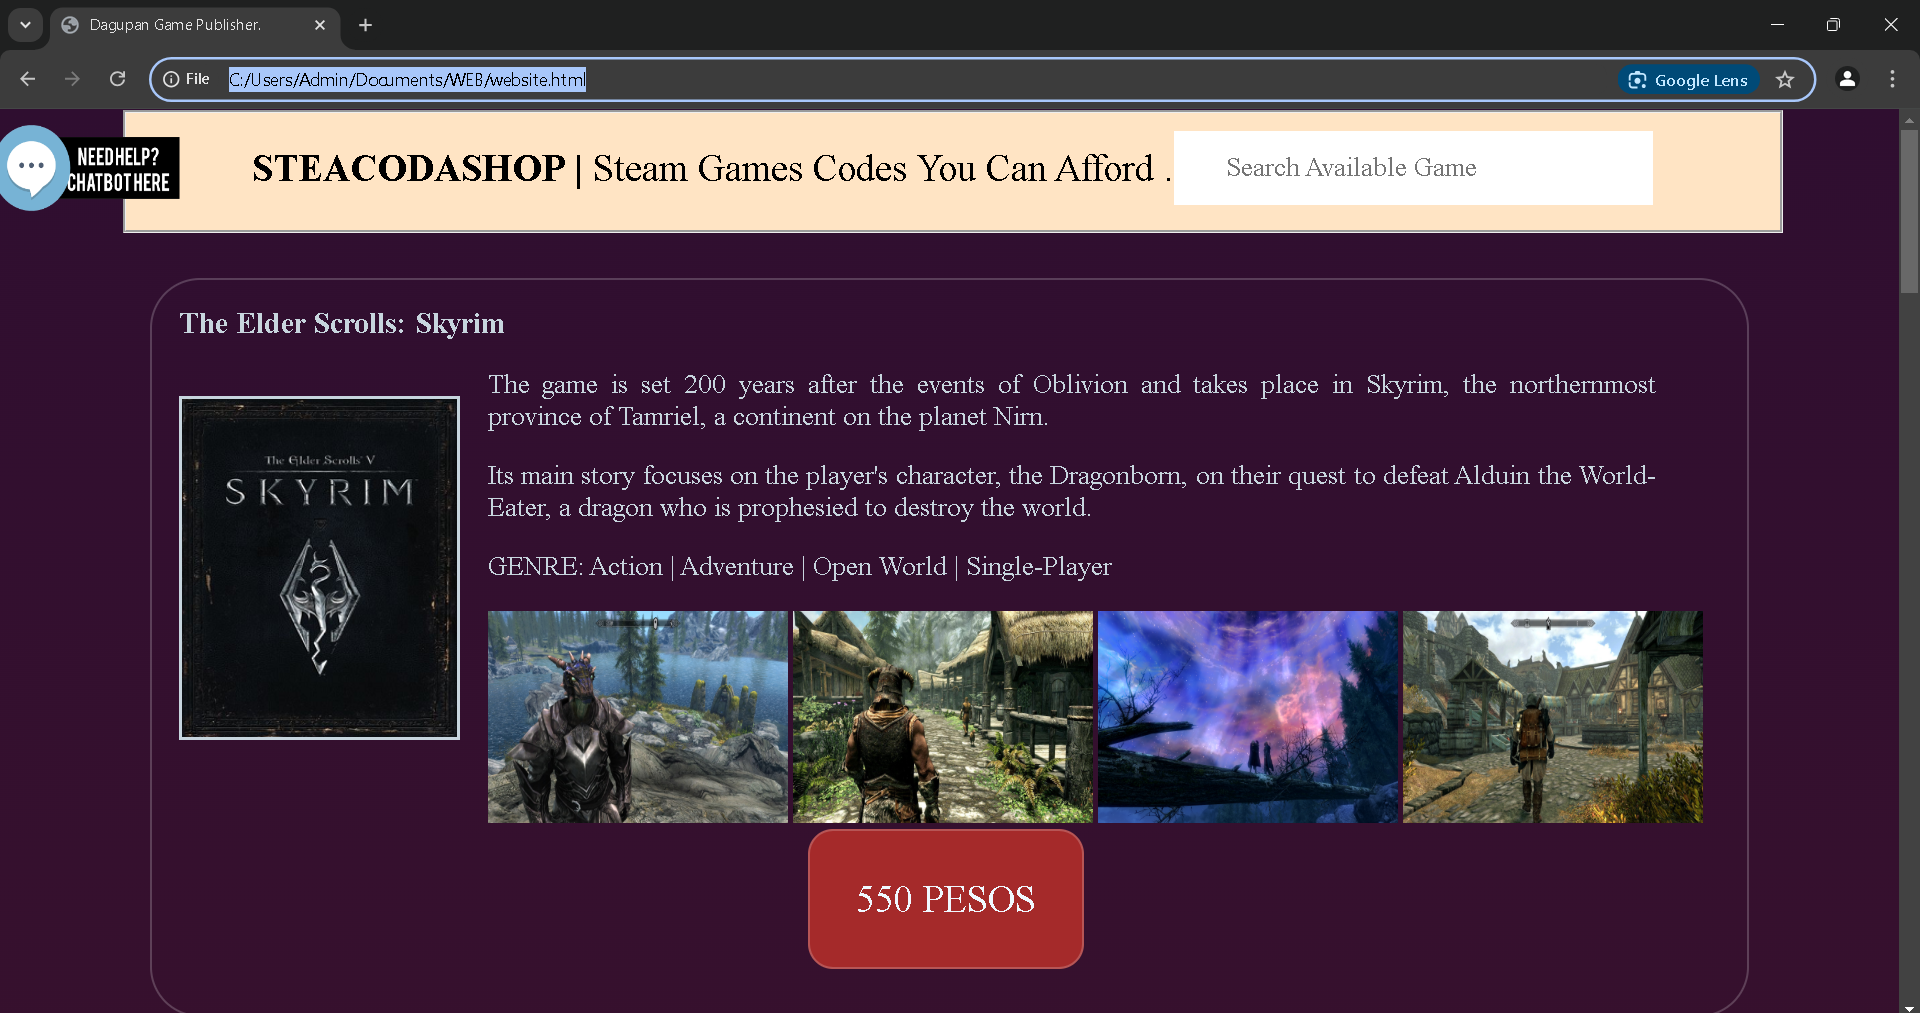 Dagupan Game Publisher.
File
C:/Users/Admin/Documents/WEB/website.html
Google Lens
NEED HELP?
CHATBOT HERE
STEACODASHOP | Steam Games Codes You Can Afford .
Search Available Game
The Elder Scrolls: Skyrim
The game is set 200 years after the events of Oblivion and takes place in Skyrim, the northernmost
province of Tamriel, a continent on the planet Nirn.
Its main story focuses on the player's character, the Dragonborn, on their quest to defeat Alduin the World-
Eater, a dragon who is prophesied to destroy the world.
GENRE: Action | Adventure | Open World | Single-Player
The Elder Scrolls V
SKYRIM
550 PESOS